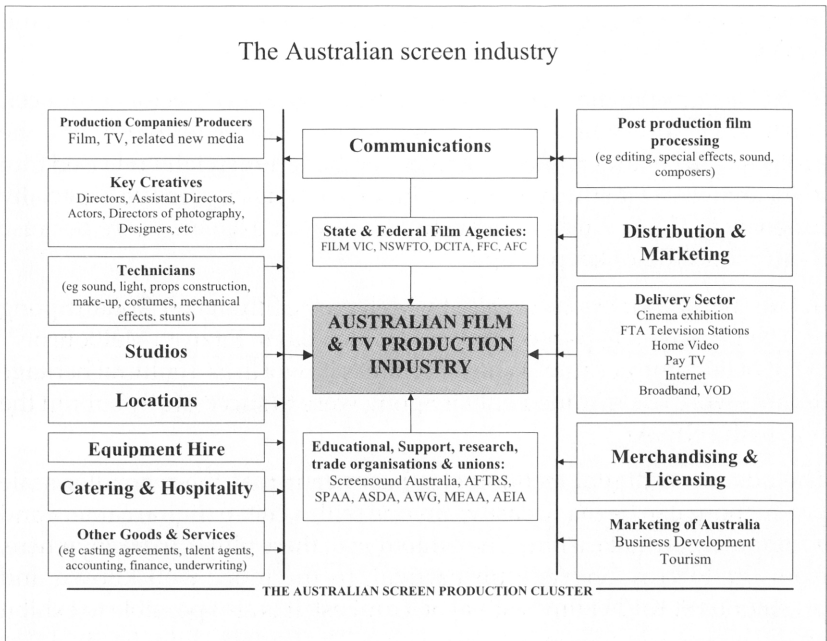 The Australian screen industry
Production Companies/ Producers
Film, TV, related new media
Key Creatives
Directors, Assistant Directors,
Actors, Directors of photography,
Designers, etc
Technicians
(eg sound, light, props construction,
make-up, costumes, mechanical
effects, stunts)
Studios
Locations
Equipment Hire
Catering & Hospitality
Other Goods & Services
(eg casting agreements, talent agents,
accounting, finance, underwriting)
Communications
State & Federal Film Agencies:
FILM VIC, NSWFTO, DCITA, FFC, AFC
AUSTRALIAN FILM
& TV PRODUCTION
INDUSTRY
Educational, Support, research,
trade organisations & unions:
Screensound Australia, AFTRS,
SPAA, ASDA, AWG, MEAA, AEIA
Post production film
processing
(eg editing, special effects, sound,
composers)
Distribution &
Marketing
Delivery Sector
Cinema exhibition
FTA Television Stations
Home Video
Pay TV
Internet
Broadband, VOD
Merchandising &
Licensing
Marketing of Australia
Business Development
Tourism
THE AUSTRALIAN SCREEN PRODUCTION CLUSTER